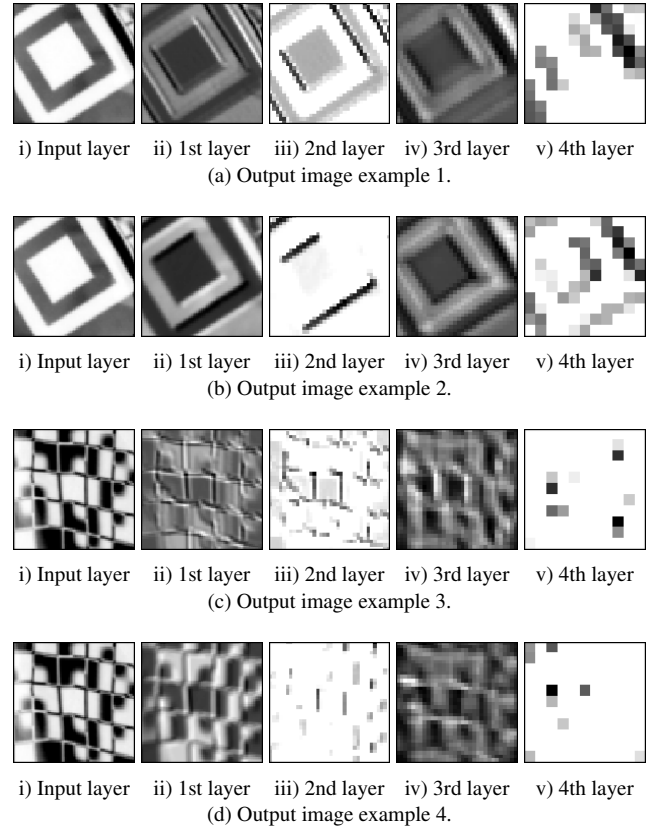 i) Input layer ii) 1st layer iii) 2nd layer iv) 3rd layer v) 4th layer
(a) Output image example 1.
i) Input layer ii) 1st layer iii) 2nd layer iv) 3rd layer v) 4th layer
(b) Output image example 2.
i) Input layer ii) 1st layer iii) 2nd layer iv) 3rd layer v) 4th layer
(c) Output image example 3.
i) Input layer ii) 1st layer iii) 2nd layer iv) 3rd layer v) 4th layer
(d) Output image example 4.